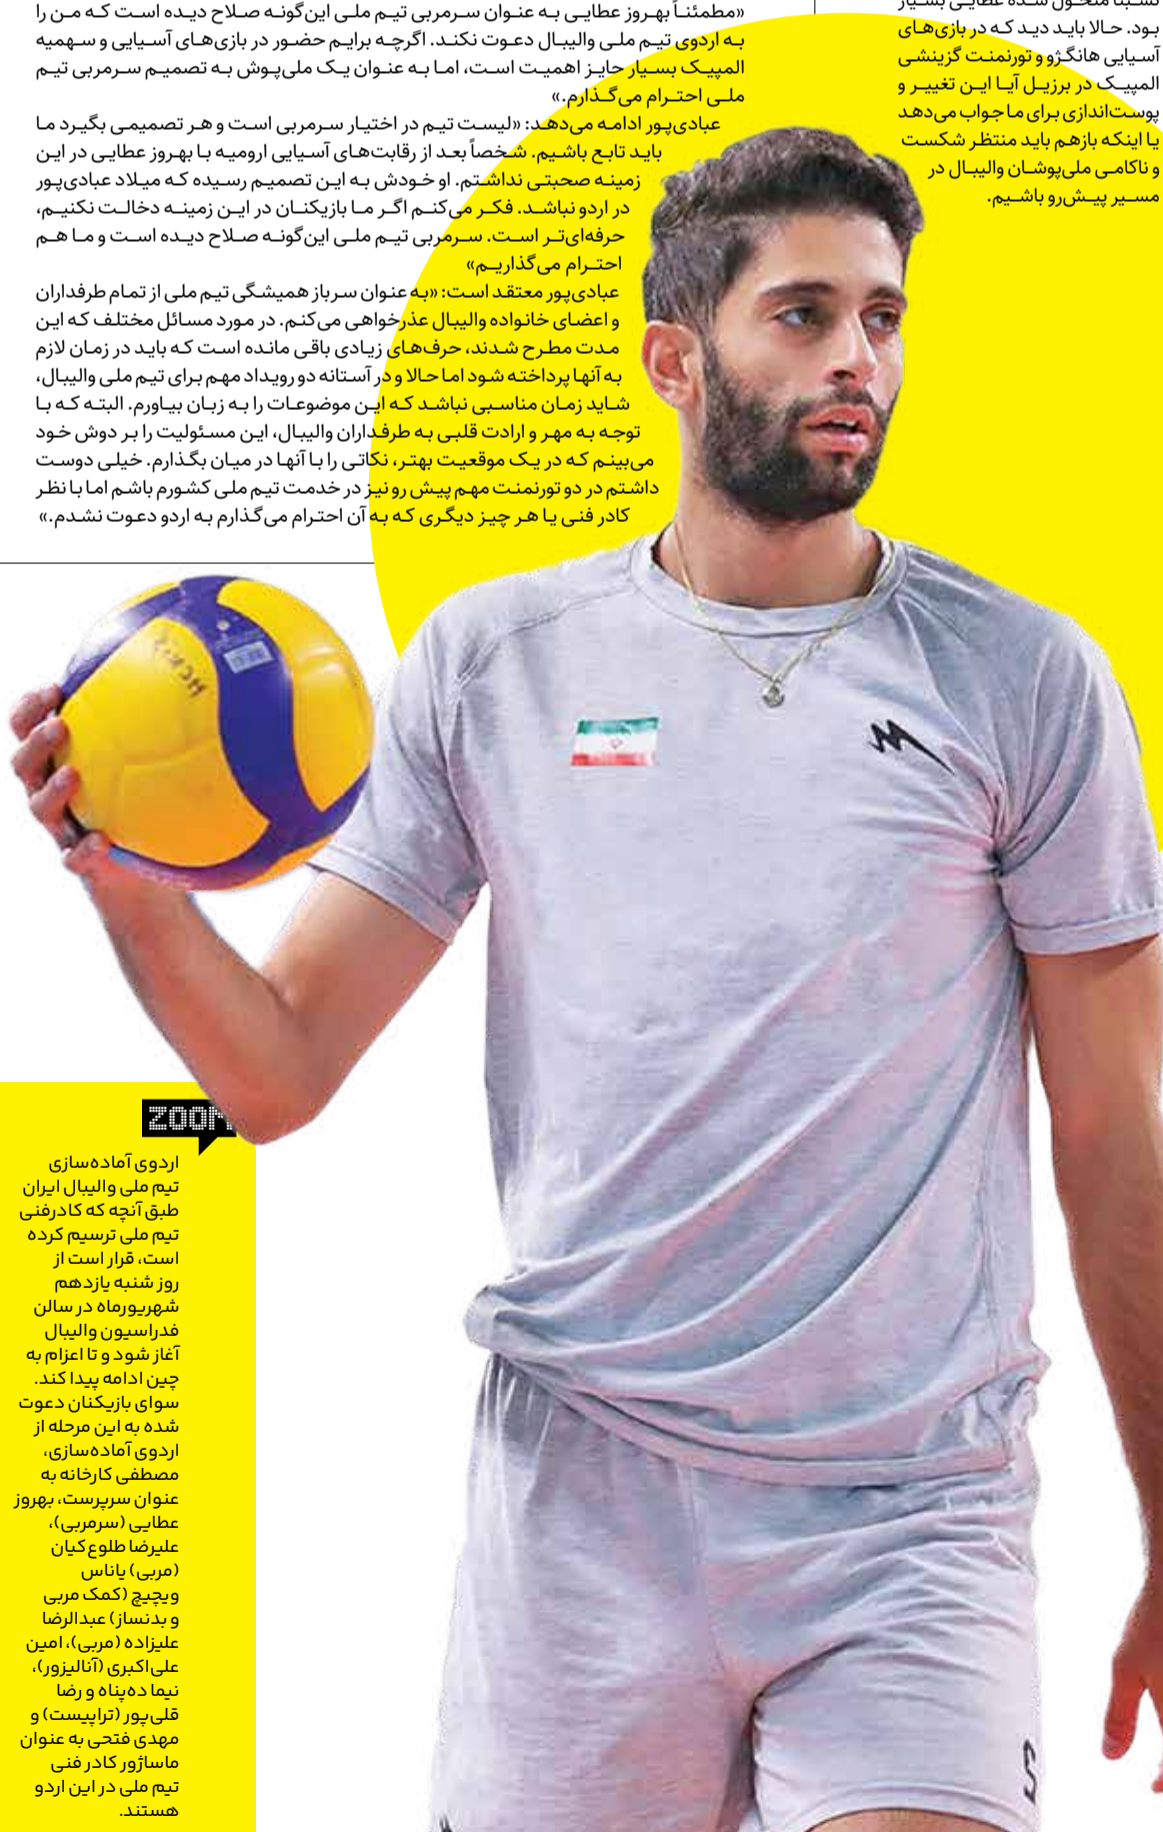 بود. حالا باید دید که در بازی‌های
آسیایی هانگژو و تورنمنت گزینشی
المپیک در برزیل آیا این تغییر و
پوست‌اندازی برای ما جواب می‌دهد
یا اینکه بازهم باید منتظر شکست
و ناکامی ملی‌پوشان والیبال در
مسیر پیش‌رو باشیم.
«مطمئناً بهروز عطایی به عنوان سرمربی تیم ملی این‌گونه صلاح دیده است که من را
به اردوی تیم ملی والیبال دعوت نکند. اگرچه برایم حضور در بازی‌های آسیایی و سهمیه
المپیک بسیار حایز اهمیت است، اما به عنوان یک ملی‌پوش به تصمیم سرمربی تیم
ملی احترام می‌گذارم.»
عبادی‌پور ادامه می‌دهد: «لیست تیم در اختیار سرمربی است و هر تصمیمی بگیرد ما
باید تابع باشیم. شخصاً بعد از رقابت‌های آسیایی ارومیه با بهروز عطایی در این
زمینه صحبتی نداشتم. او خودش به این تصمیم رسیده که میلاد عبادی‌پور
در اردو نباشد. فکر می‌کنم اگر ما بازیکنان در این زمینه دخالت نکنیم،
حرفه‌ای‌تر است. سرمربی تیم ملی این‌گونه صلاح دیده است و ما هم
احترام می‌گذاریم»
عبادی‌پور معتقد است: «به عنوان سرباز همیشگی تیم ملی از تمام طرفداران
و اعضای خانواده والیبال عذرخواهی می‌کنم. در مورد مسائل مختلف که این
مدت مطرح شدند، حرف‌های زیادی باقی مانده است که باید در زمان لازم
به آنها پرداخته شود اما حالا و در آستانه دو رویداد مهم برای تیم ملی والیبال،
شاید زمان مناسبی نباشد که این موضوعات را به زبان بیاورم. البته که با
توجه به مهر و ارادت قلبی به طرفداران والیبال، این مسئولیت را بر دوش خود
می‌بینم که در یک موقعیت بهتر، نکاتی را با آنها در میان بگذارم. خیلی دوست
داشتم در دو تورنمنت مهم پیش رو نیز در خدمت تیم ملی کشورم باشم اما با نظر
کادر فنی یا هر چیز دیگری که به آن احترام می‌گذارم به اردو دعوت نشدم.»
ZOOM
اردوی آماده‌سازی
تیم ملی والیبال ایران
طبق آنچه که کادرفنی
تیم ملی ترسیم کرده
است، قرار است از
روز شنبه یازدهم
شهریورماه در سالن
فدراسیون والیبال
آغاز شود و تا اعزام به
چین ادامه پیدا کند.
سوای بازیکنان دعوت
شده به این مرحله از
اردوی آماده‌سازی،
مصطفی کارخانه به
عنوان سرپرست، بهروز
عطایی (سرمربی)،
علیرضا طلوع‌کیان
(مربی) یاناس
ویچیچ (کمک مربی
و بدنساز) عبدالرضا
علیزاده (مربی)، امین
علی‌اکبری (آنالیزور)،
نیما ده‌پناه و رضا
قلی‌پور (تراپیست) و
مهدی فتحی به عنوان
ماساژور کادر فنی
تیم ملی در این اردو
هستند.